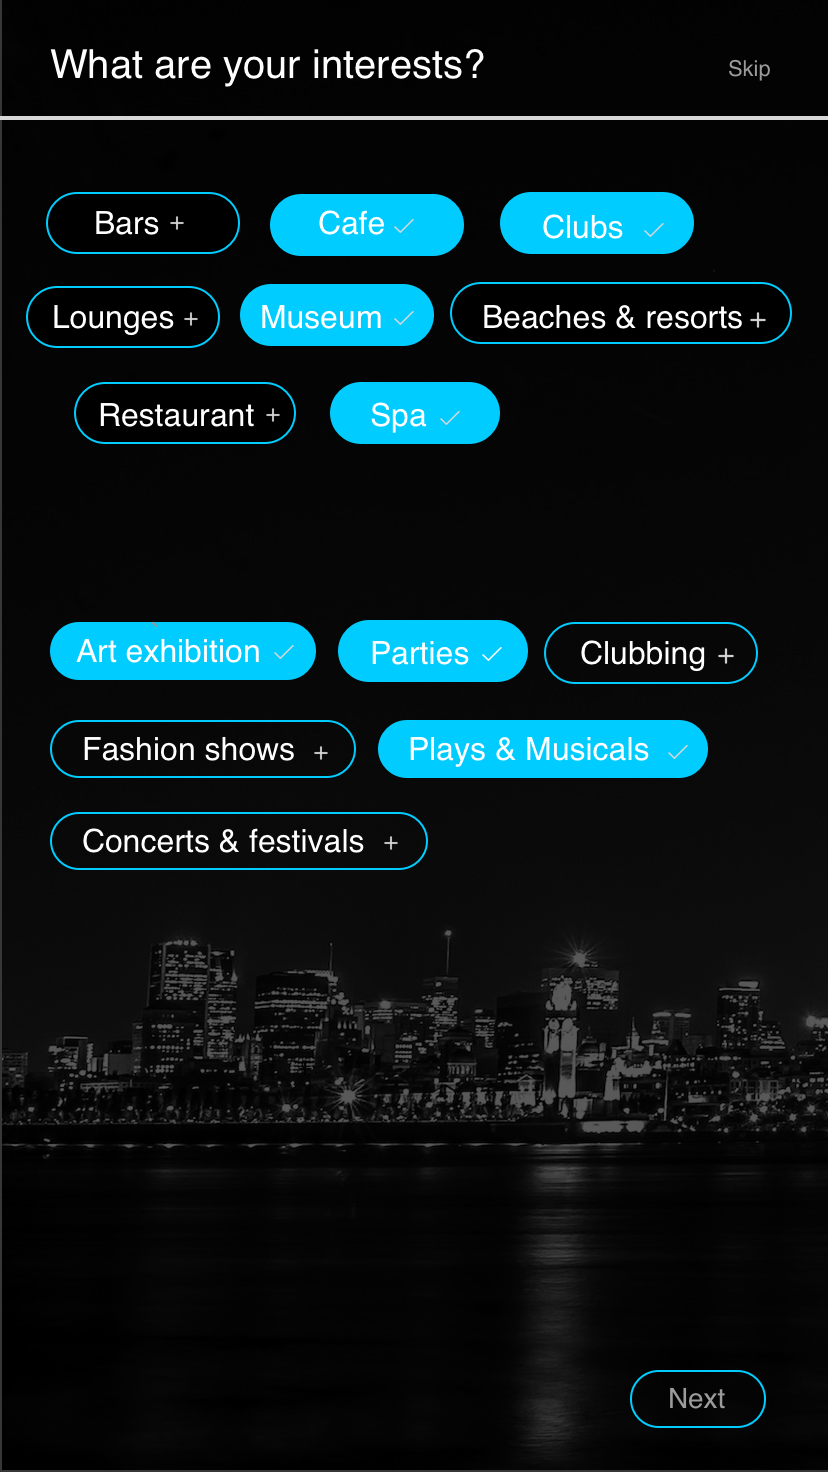 What are your interests?
Skip
Bars +
Cafe ✓
Clubs ✓
Lounges +
Museum ✓
Beaches & resorts +
Restaurant +
Spa ✓
Art exhibition ✓
Parties ✓
Clubbing +
Fashion shows +
Plays & Musicals ✓
Concerts & festivals +
Next